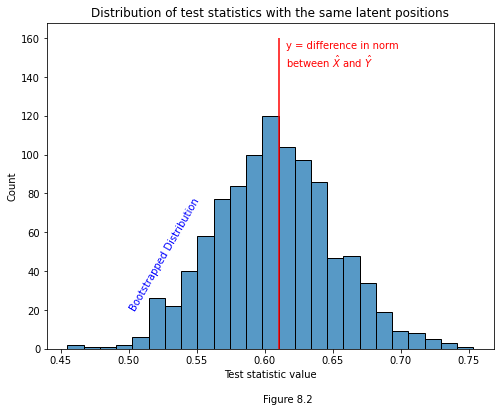 Distribution of test statistics with the same latent positions
160
140
120
100
80
60
40
20
0
Count
y = difference in norm
between X̂ and Ŷ
Bootstrapped Distribution
0.45 0.50 0.55 0.60 0.65 0.70 0.75
Test statistic value
Figure 8.2